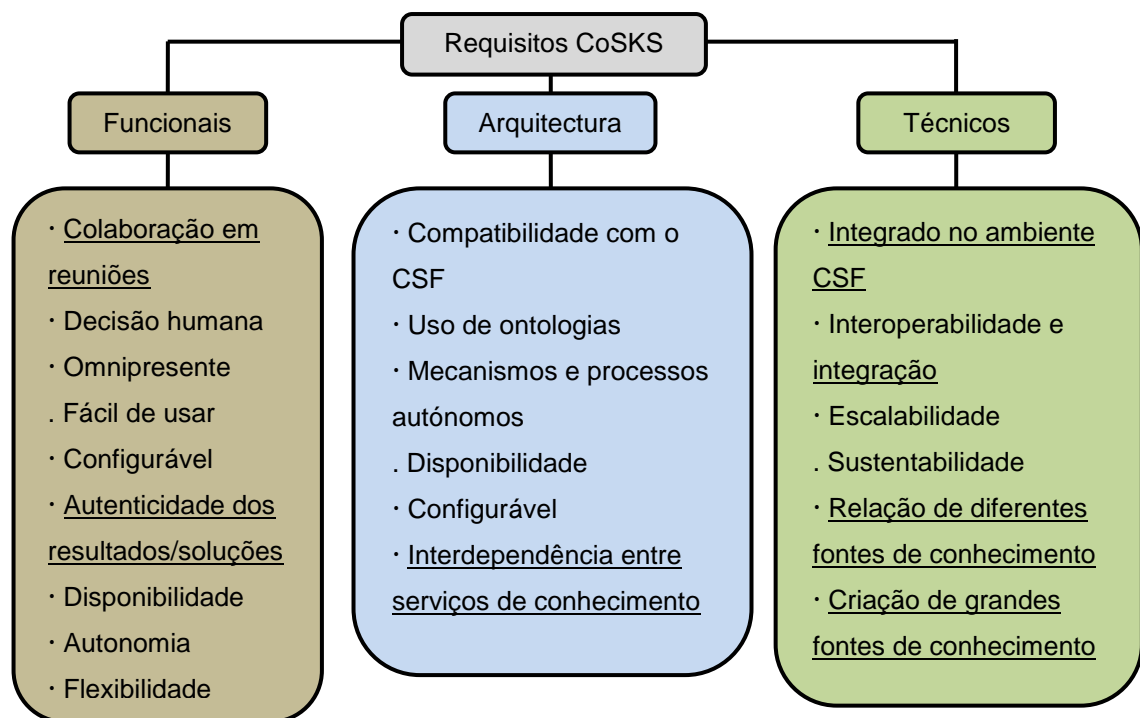 Requisitos CoSKS
Funcionais
Arquitectura
Técnicos
· Colaboração em
reuniões
· Decisão humana
· Omnipresente
. Fácil de usar
· Configurável
· Autenticidade dos
resultados/soluções
· Disponibilidade
· Autonomia
· Flexibilidade
· Compatibilidade com o
CSF
· Uso de ontologias
· Mecanismos e processos
autónomos
. Disponibilidade
· Configurável
· Interdependência entre
serviços de conhecimento
· Integrado no ambiente
CSF
· Interoperabilidade e
integração
· Escalabilidade
. Sustentabilidade
· Relação de diferentes
fontes de conhecimento
· Criação de grandes
fontes de conhecimento